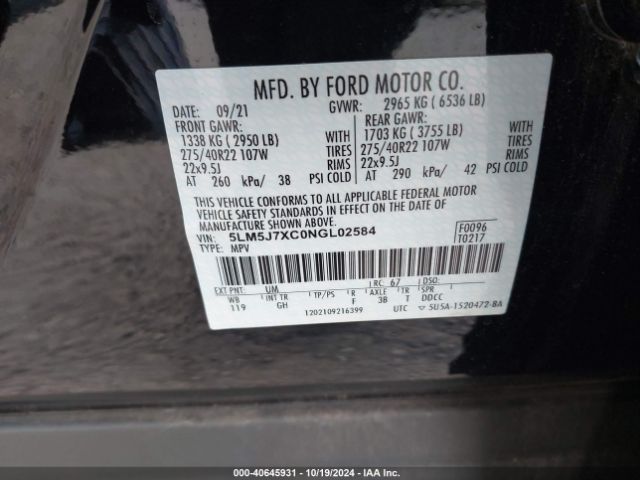 MFD. BY FORD MOTOR CO.
DATE: 09/21 GVWR: 2965 KG ( 6536 LB)
FRONT GAWR: REAR GAWR:
1338 KG ( 2950 LB) WITH 1703 KG ( 3755 LB) WITH
275/40R22 107W TIRES 275/40R22 107W TIRES
22x9.5J RIMS 22x9.5J RIMS
AT 260 kPa/ 38 PSI COLD AT 290 kPa/ 42 PSI COLD
THIS VEHICLE CONFORMS TO ALL APPLICABLE FEDERAL MOTOR
VEHICLE SAFETY STANDARDS IN EFFECT ON THE DATE OF
MANUFACTURE SHOWN ABOVE.
VIN: 5LM5J7XC0NGL02584 F0096
TYPE: MPV T0217
EXT PNT: UM RC: 67 DSO:
WB INT TR TP/PS R AXLE TR SPR
119 GH F 3B T DDCC
1202109216399 UTC 5U5A-1520472-BA
000-40645931 - 10/19/2024 - IAAI.com